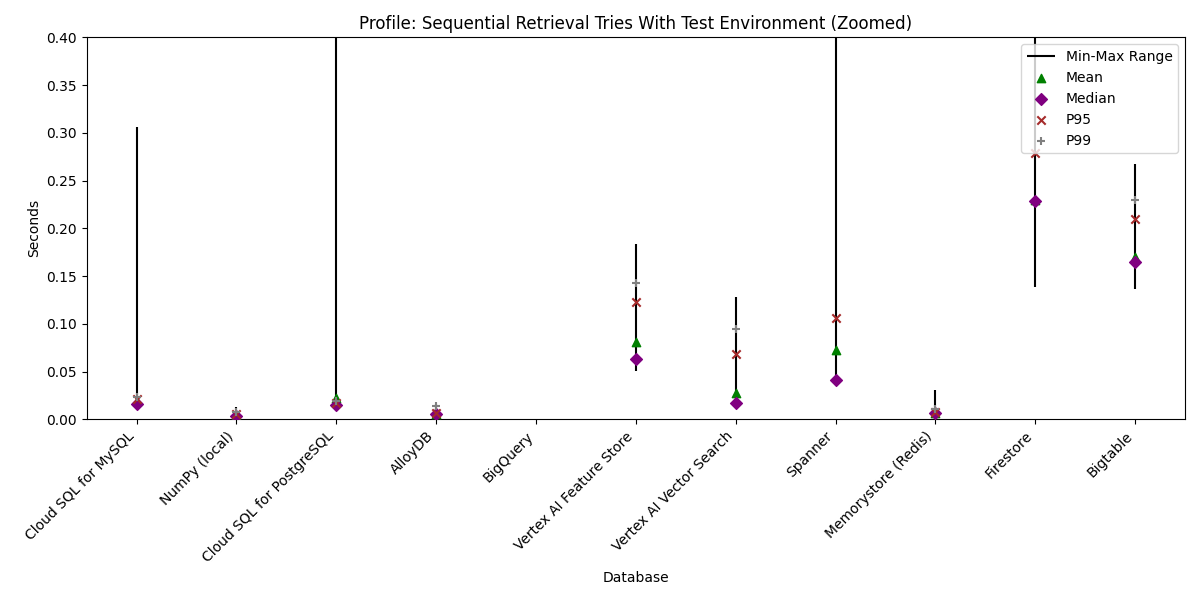 Profile: Sequential Retrieval Tries With Test Environment (Zoomed)
0.40
0.35
0.30
0.25
0.20
0.15
0.10
0.05
0.00
Seconds
Min-Max Range
Mean
Median
P95
P99
Cloud SQL for MySQL
NumPy (local)
Cloud SQL for PostgreSQL
AlloyDB
BigQuery
Vertex AI Feature Store
Vertex AI Vector Search
Spanner
Memorystore (Redis)
Firestore
Bigtable
Database